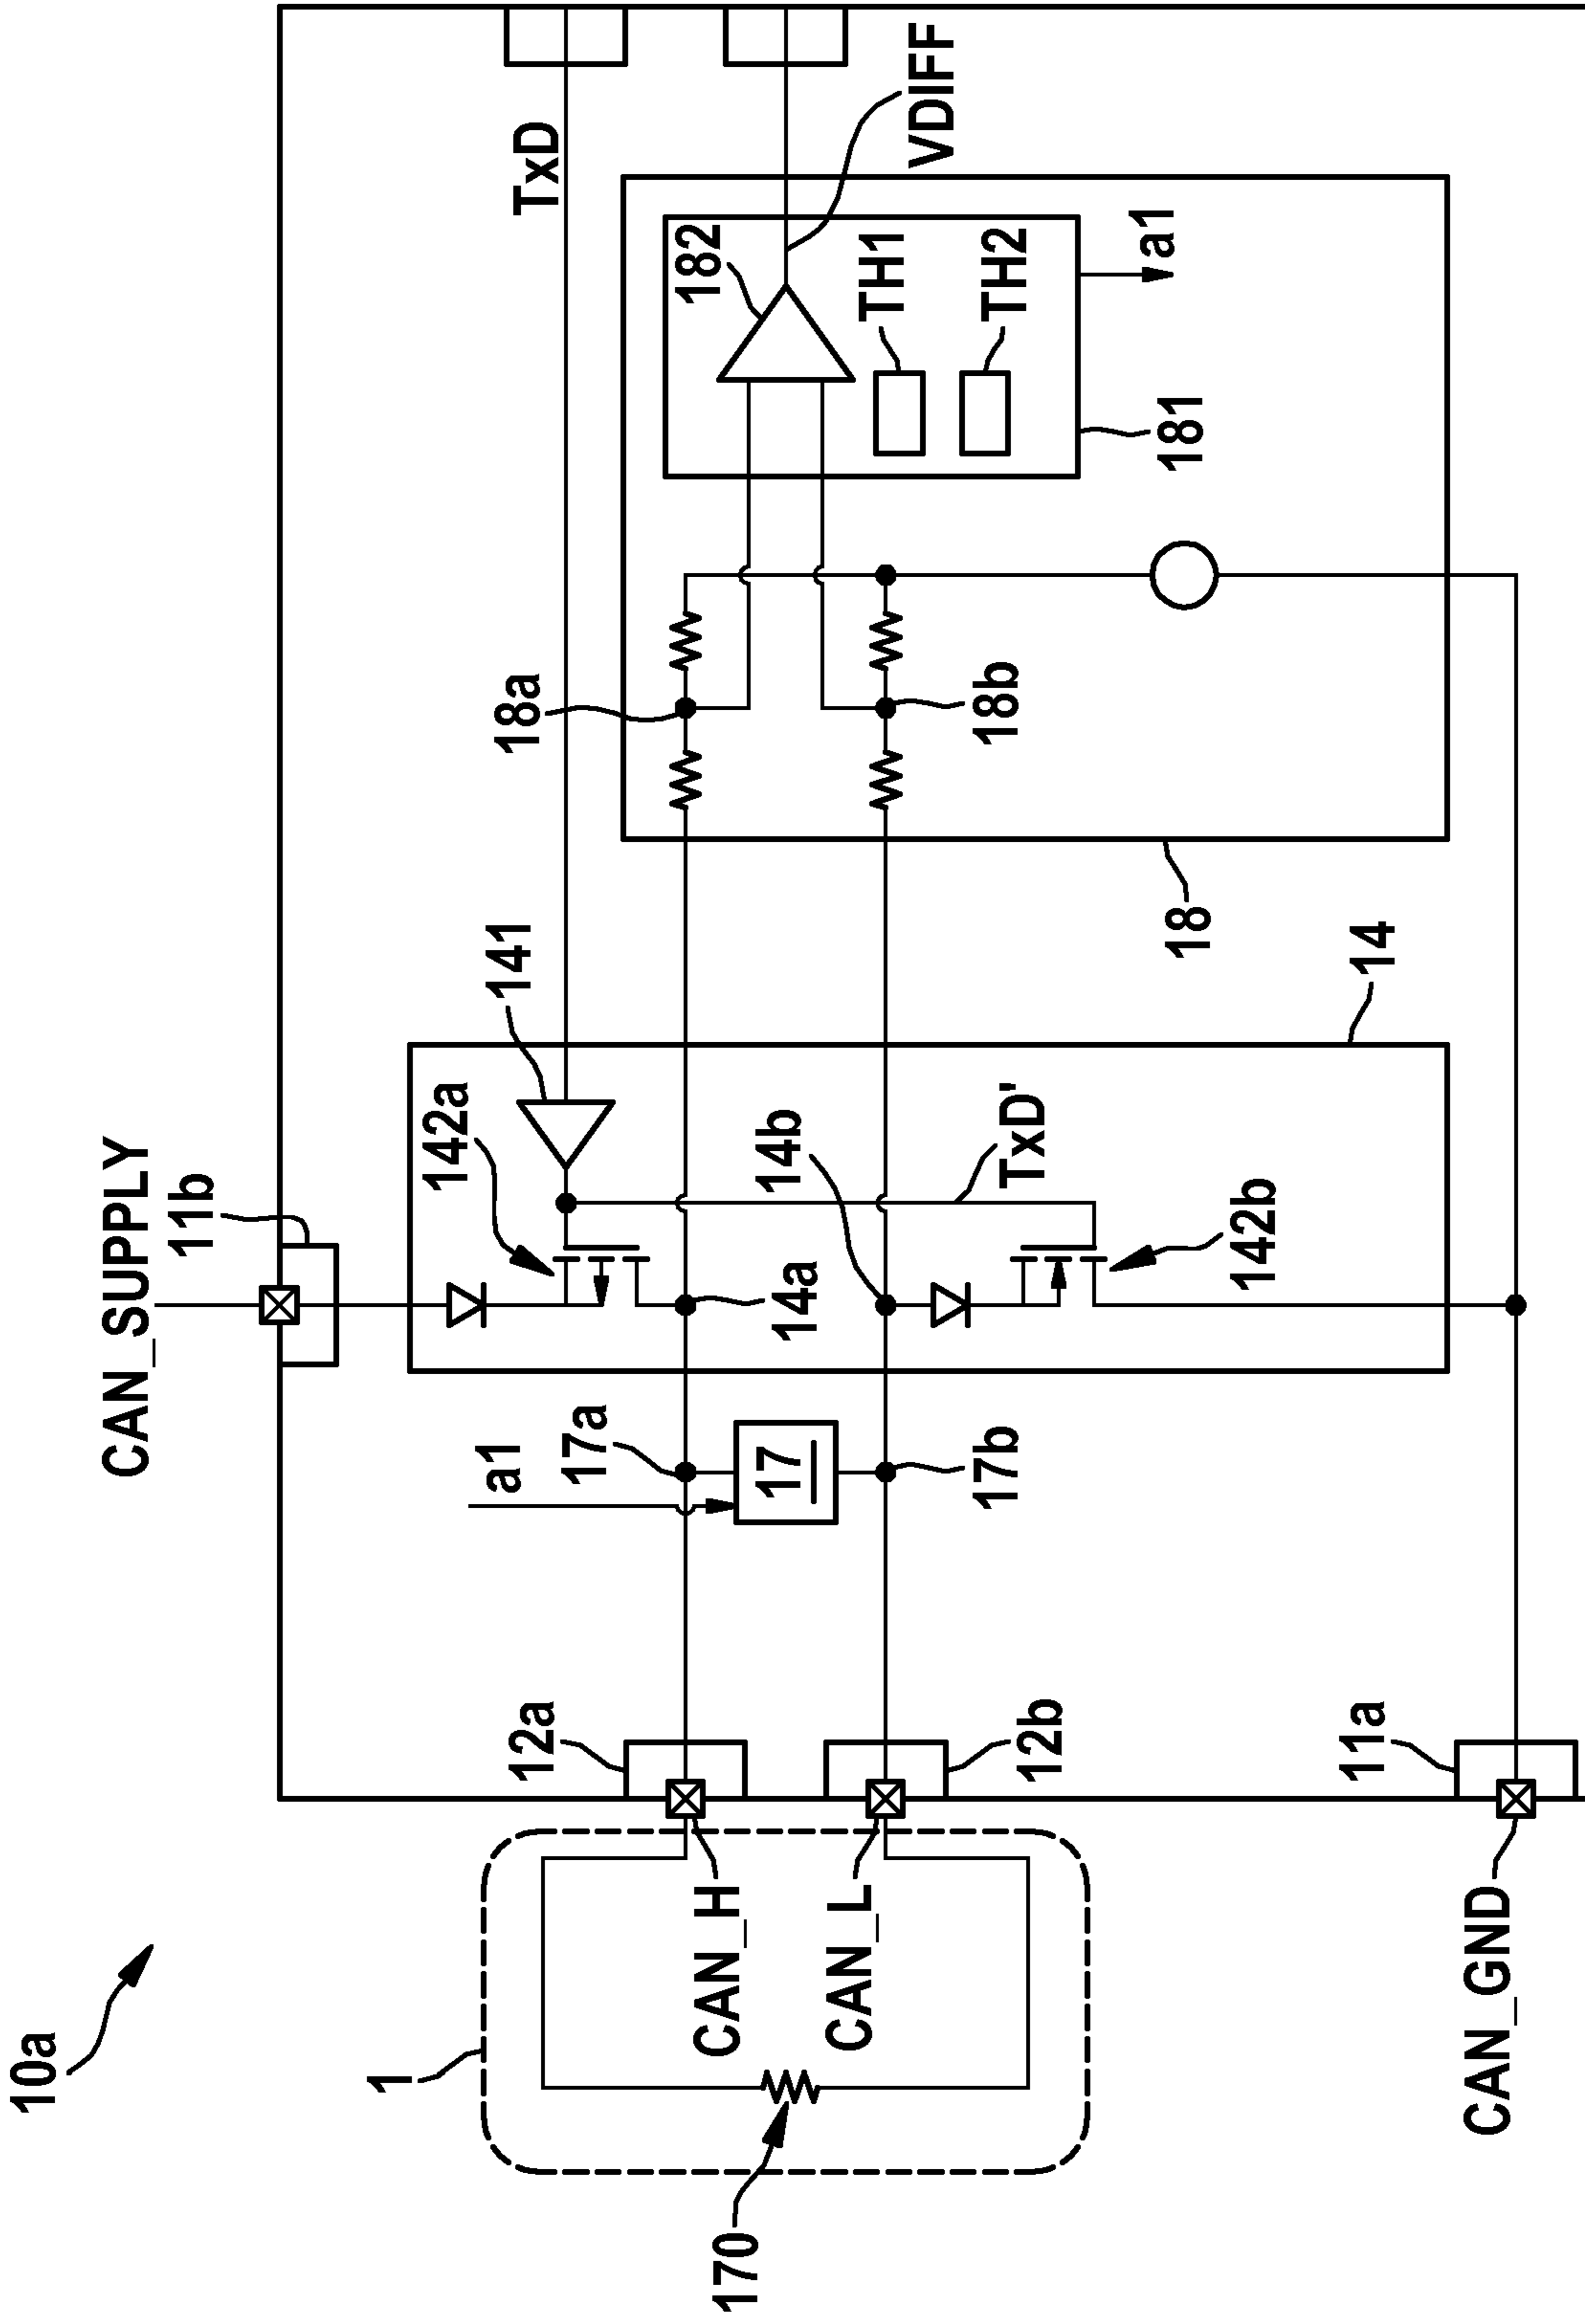 10a
CAN_SUPPLY
11b
TxD
VDIFF
182
TH1
TH2
a1
181
18a
18b
18
141
142a
14b
TxD'
14
14a
142b
a1
17a
17
17b
12a
12b
11a
1
CAN_H
CAN_L
CAN_GND
170